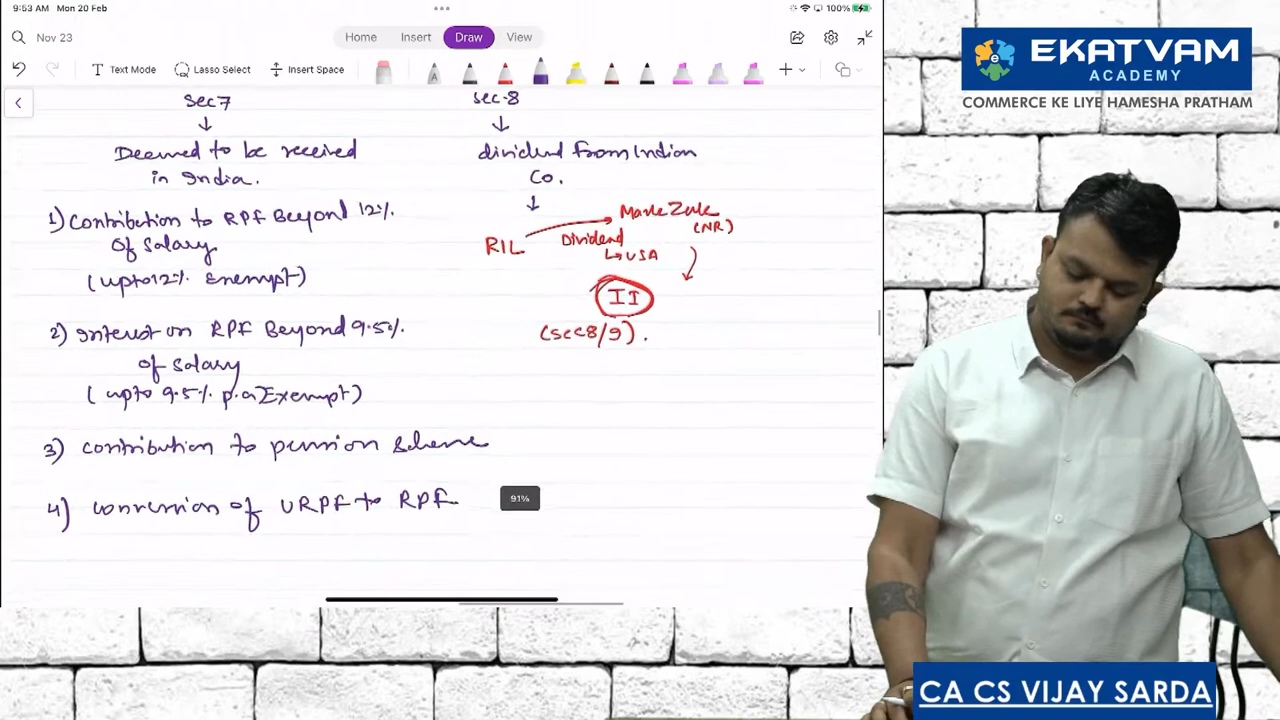 9:53 AM Mon 20 Feb
100%
Nov 23
Home
Insert
Draw
View
Text Mode
Lasso Select
Insert Space
Sec 7
Deemed to be received
in India.
1) Contribution to RPF Beyond 12%
Of Salary
(upto 12% Exempt)
2) Interest on RPF Beyond 9.5%
of Salary
(upto 9.5% p.a Exempt)
3) contribution to pension scheme
4) conversion of URPF to RPF
Sec-8
dividend from Indian
Co.
RIL
Dividend
USA
Mark Zuk
(NR)
II
(sec 8/9).
91%
EKATVAM
ACADEMY
COMMERCE KE LIYE HAMESHA PRATHAM
CA CS VIJAY SARDA